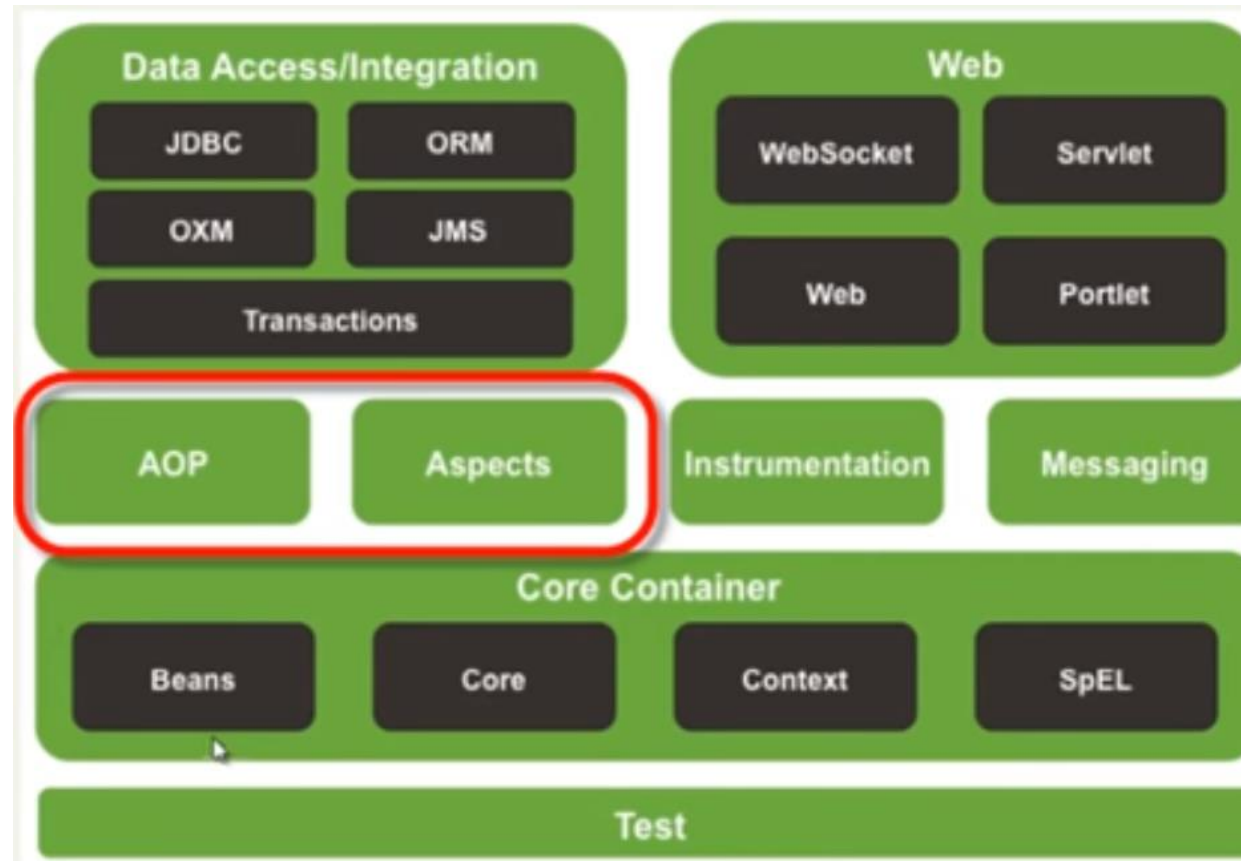 Data Access/Integration
JDBC
ORM
OXM
JMS
Transactions
Web
WebSocket
Servlet
Web
Portlet
AOP
Aspects
Instrumentation
Messaging
Core Container
Beans
Core
Context
SpEL
Test